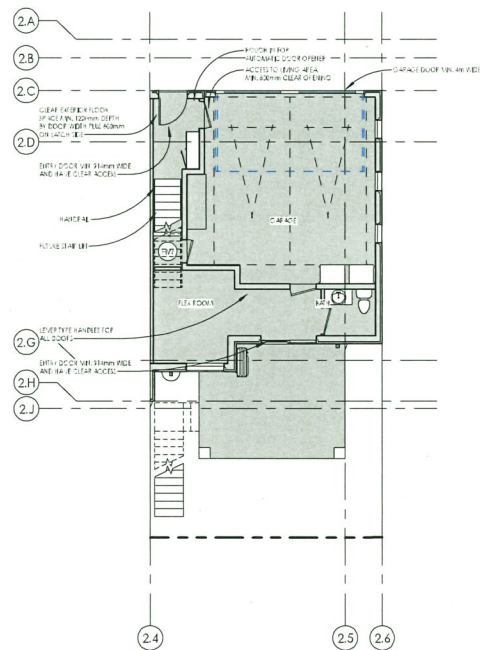 2.A
2.B
2.C
ROUGH IN FOR
AUTOMATIC DOOR OPENER
ACCESS TO LIVING AREA
MIN. 800mm CLEAR OPENING
GARAGE DOOR MIN. 4m WIDE
CLEAR EXTERIOR FLOOR
SPACE MIN. 1220mm DEPTH
BY DOOR WIDTH PLUS 600mm
ON LATCH SIDE
2.D
ENTRY DOOR MIN. 914mm WIDE
AND HAVE CLEAR ACCESS
HANDRAIL
GARAGE
FUTURE STAIR LIFT
FLEX ROOM
BATH
2.G
LEVER TYPE HANDLES FOR
ALL DOORS
ENTRY DOOR MIN. 914mm WIDE
AND HAVE CLEAR ACCESS
2.H
2.J
2.4
2.5
2.6